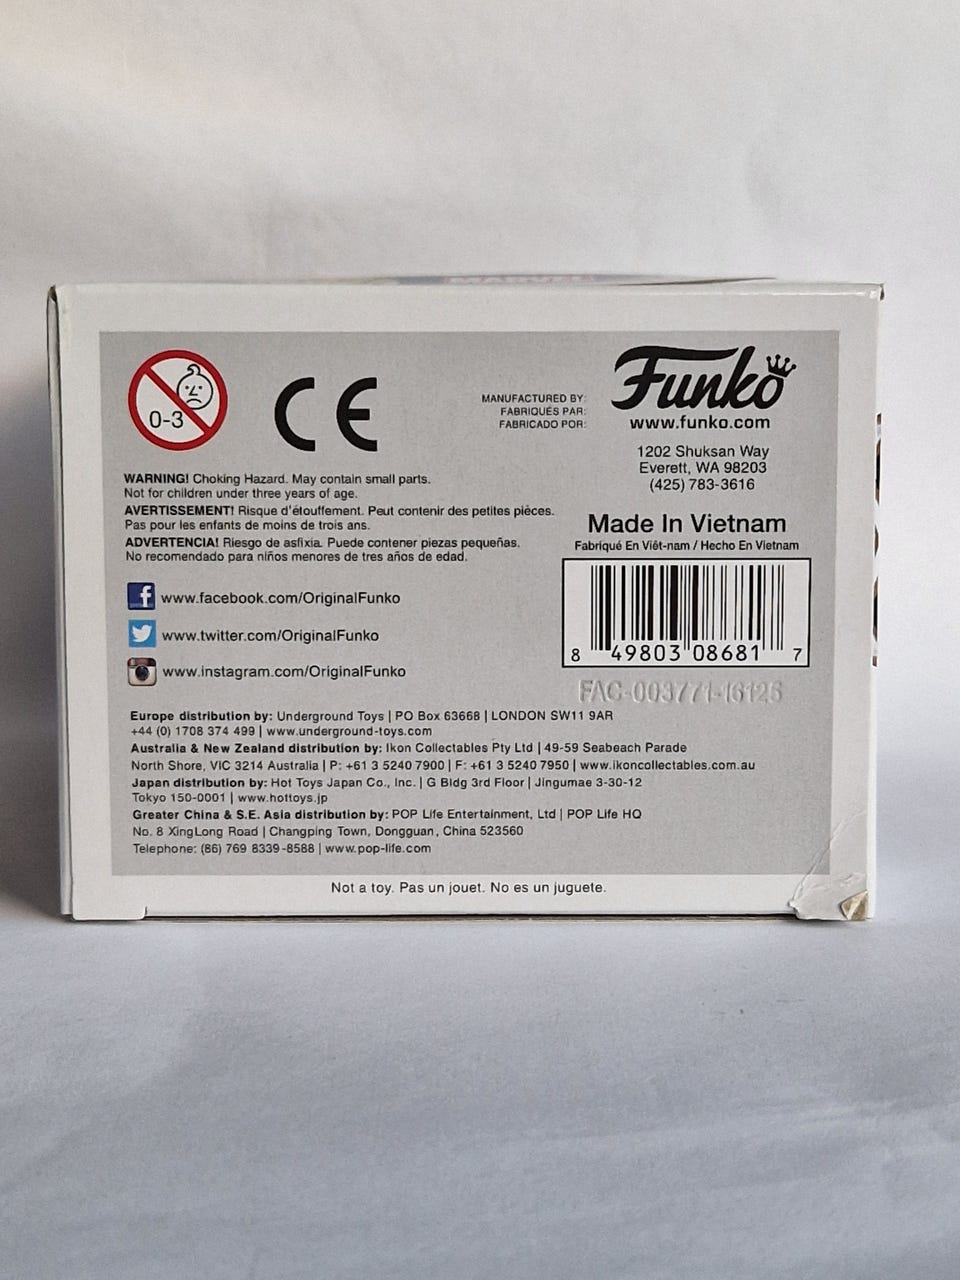 MARVEL
0-3
CE
MANUFACTURED BY:
FABRIQUÉS PAR:
FABRICADO POR:
Funko
www.funko.com
1202 Shuksan Way
Everett, WA 98203
(425) 783-3616
WARNING! Choking Hazard. May contain small parts.
Not for children under three years of age.
AVERTISSEMENT! Risque d'étouffement. Peut contenir des petites pièces.
Pas pour les enfants de moins de trois ans.
ADVERTENCIA! Riesgo de asfixia. Puede contener piezas pequeñas.
No recomendado para niños menores de tres años de edad.
Made In Vietnam
Fabriqué En Viêt-nam / Hecho En Vietnam
f www.facebook.com/OriginalFunko
www.twitter.com/OriginalFunko
www.instagram.com/OriginalFunko
8 49803 08681 7
FAC-003771-16125
Europe distribution by: Underground Toys | PO Box 63668 | LONDON SW11 9AR
+44 (0) 1708 374 499 | www.underground-toys.com
Australia & New Zealand distribution by: Ikon Collectables Pty Ltd | 49-59 Seabeach Parade
North Shore, VIC 3214 Australia | P: +61 3 5240 7900 | F: +61 3 5240 7950 | www.ikoncollectables.com.au
Japan distribution by: Hot Toys Japan Co., Inc. | G Bldg 3rd Floor | Jingumae 3-30-12
Tokyo 150-0001 | www.hottoys.jp
Greater China & S.E. Asia distribution by: POP Life Entertainment, Ltd | POP Life HQ
No. 8 XingLong Road | Changping Town, Dongguan, China 523560
Telephone: (86) 769 8339-8588 | www.pop-life.com
Not a toy. Pas un jouet. No es un juguete.